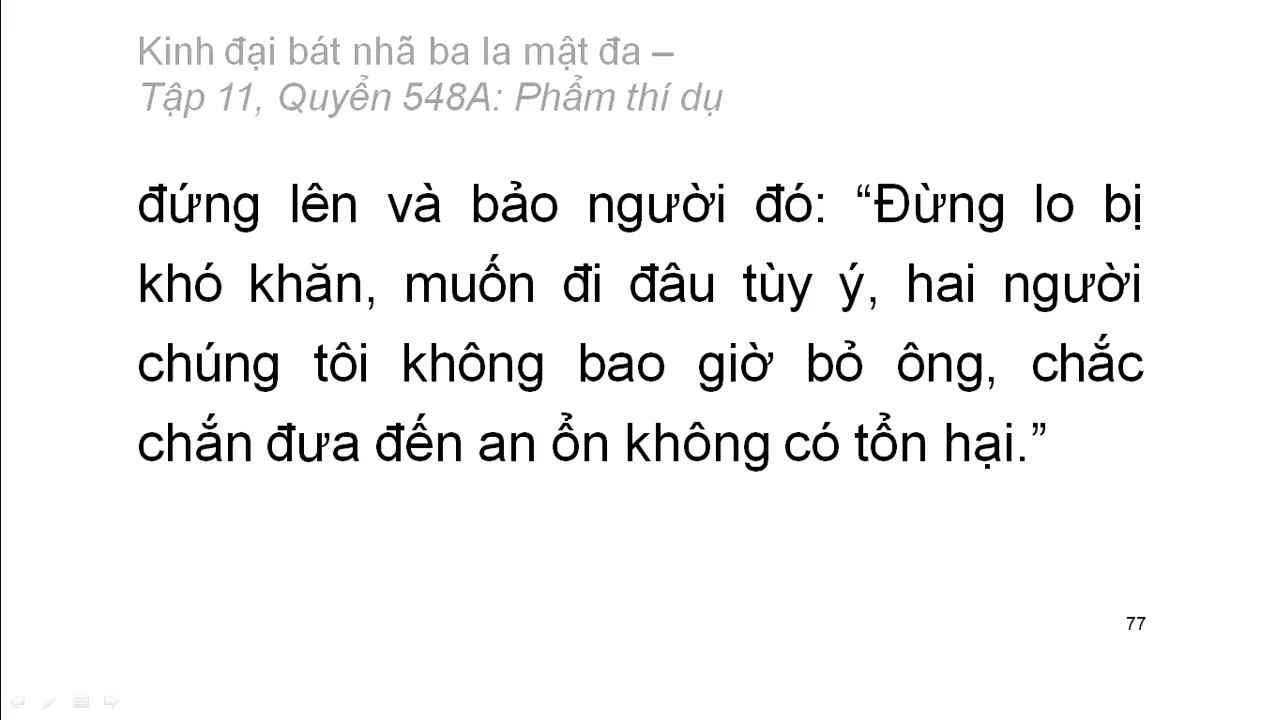 Kinh đại bát nhã ba la mật đa –
Tập 11, Quyển 548A: Phẩm thí dụ
đứng lên và bảo người đó: “Đừng lo bị
khó khăn, muốn đi đâu tùy ý, hai người
chúng tôi không bao giờ bỏ ông, chắc
chắn đưa đến an ổn không có tổn hại.”
77